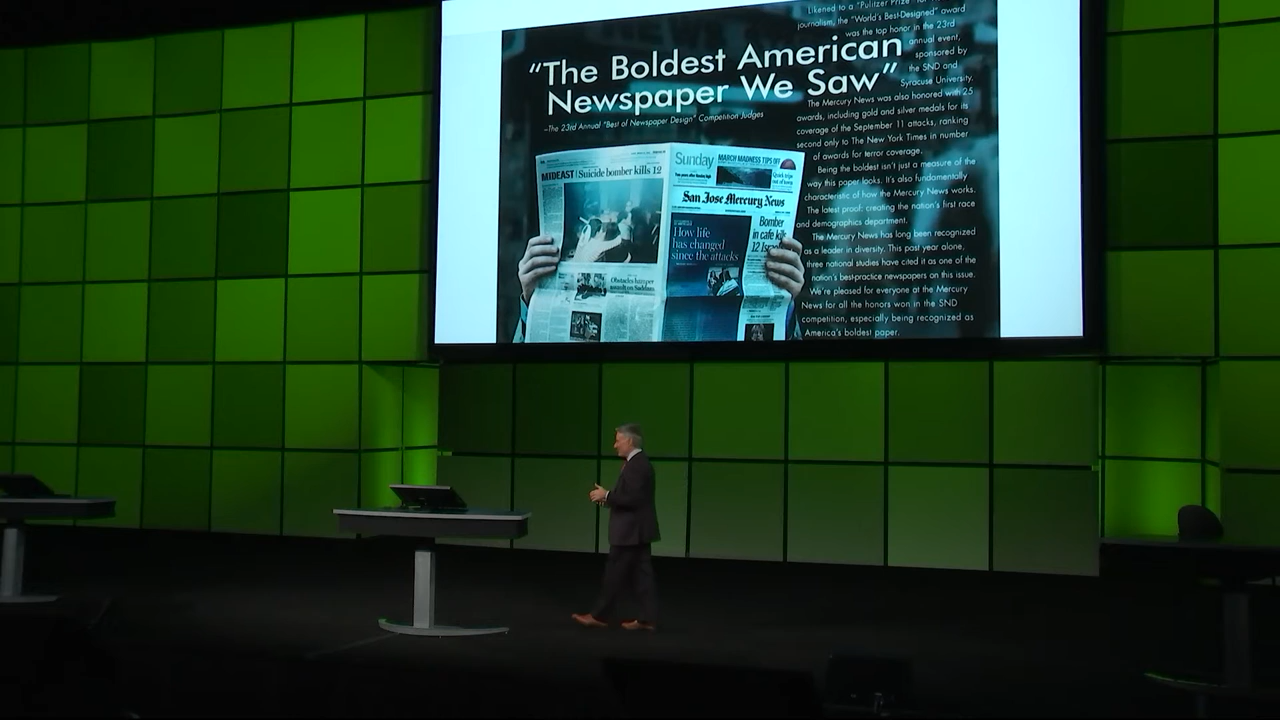 Likened to a "Pulitzer Prize" for
journalism, the "World's Best-Designed" award
was the top honor in the 23rd
annual event,
sponsored by
the SND and
Syracuse University.
"The Boldest American
Newspaper We Saw"
–The 23rd Annual "Best of Newspaper Design" Competition Judges
The Mercury News was also honored with 25
awards, including gold and silver medals for its
coverage of the September 11 attacks, ranking
second only to The New York Times in number
of awards for terror coverage.
Being the boldest isn't just a measure of the
way this paper looks. It's also fundamentally
characteristic of how the Mercury News works.
The latest proof: creating the nation's first race
and demographics department.
The Mercury News has long been recognized
as a leader in diversity. This past year alone,
three national studies have cited it as one of the
nation's best-practice newspapers on this issue.
We're pleased for everyone at the Mercury
News for all the honors won in the SND
competition, especially being recognized as
America's boldest paper.
MIDEAST Suicide bomber kills 12
Obstacles hamper
assault on Saddam
Sunday
MARCH MADNESS TIPS OFF
San Jose Mercury News
How life
has changed
since the attacks
Bomber
in cafe kills
12